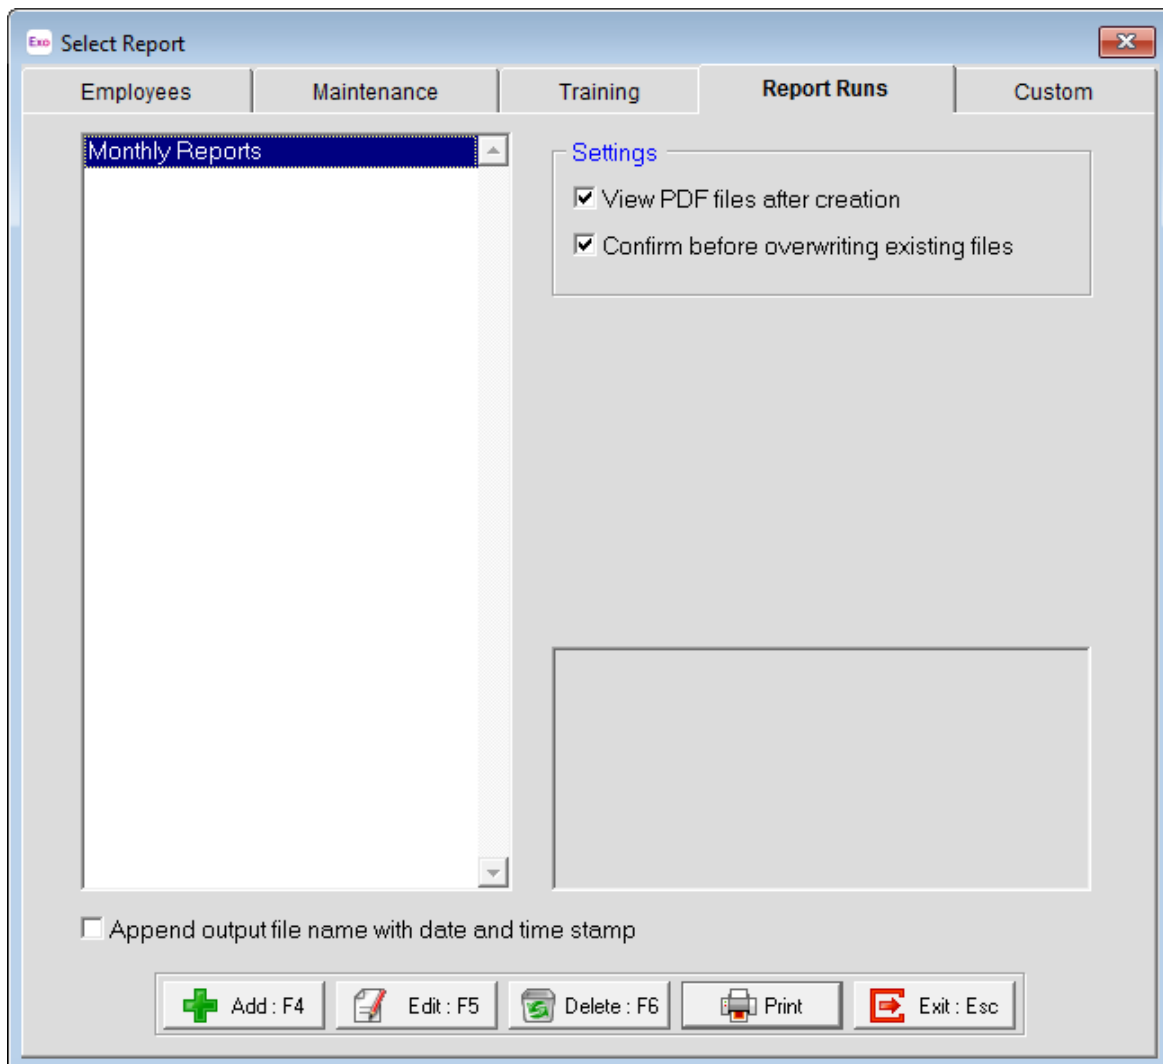 Exo Select Report
Employees Maintenance Training Report Runs Custom
Monthly Reports
Settings
View PDF files after creation
Confirm before overwriting existing files
Append output file name with date and time stamp
Add : F4 Edit : F5 Delete : F6 Print Exit : Esc